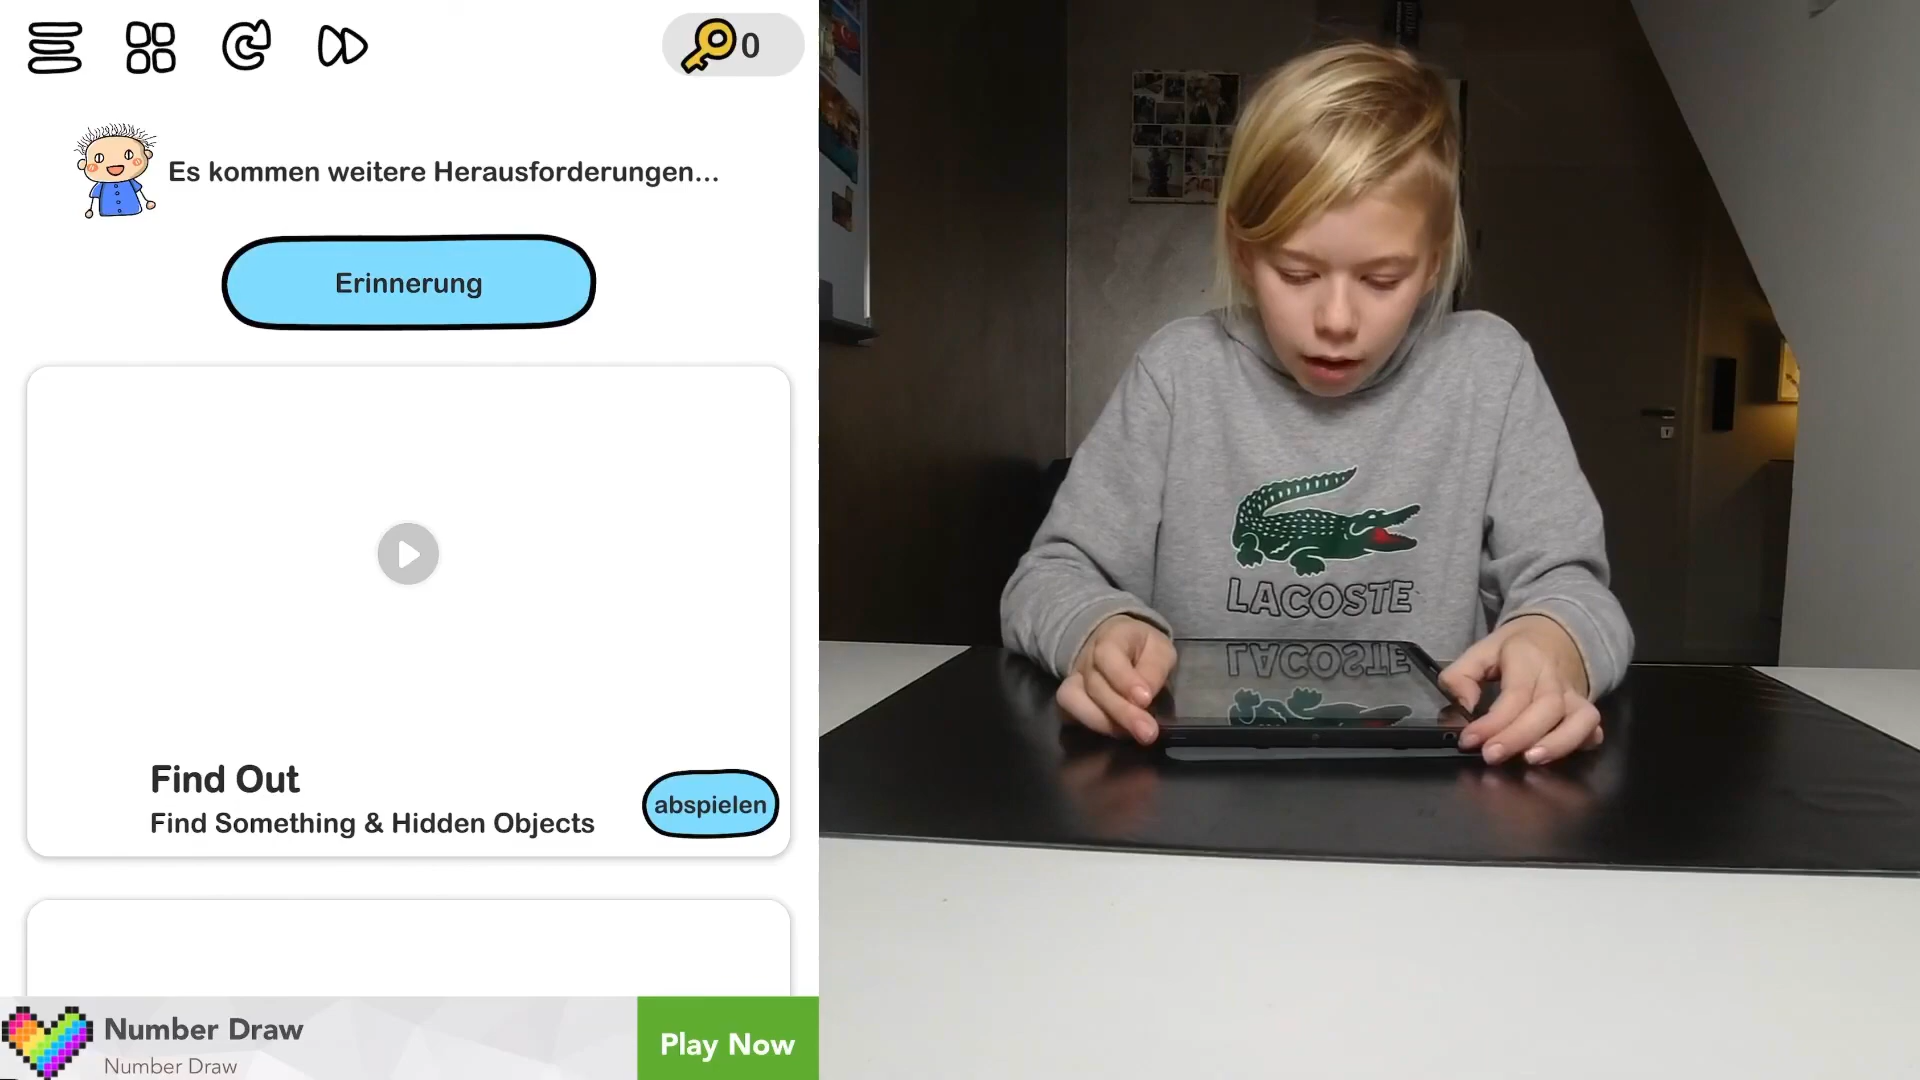 0
Es kommen weitere Herausforderungen...
Erinnerung
Find Out
Find Something & Hidden Objects
abspielen
Number Draw
Number Draw
Play Now
LACOSTE
LACOSTE